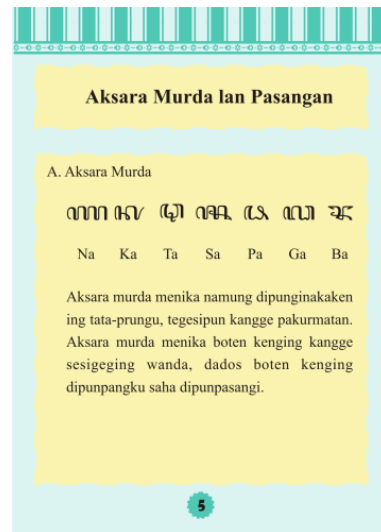 Aksara Murda lan Pasangan
A. Aksara Murda
ꦟ ꦑ ꦡ ꦯ ꦦ ꦓ ꦨ
Na Ka Ta Sa Pa Ga Ba
Aksara murda menika namung dipunginakaken
ing tata-prungu, tegesipun kangge pakurmatan.
Aksara murda menika boten kenging kangge
sesigeging wanda, dados boten kenging
dipunpangku saha dipunpasangi.
5